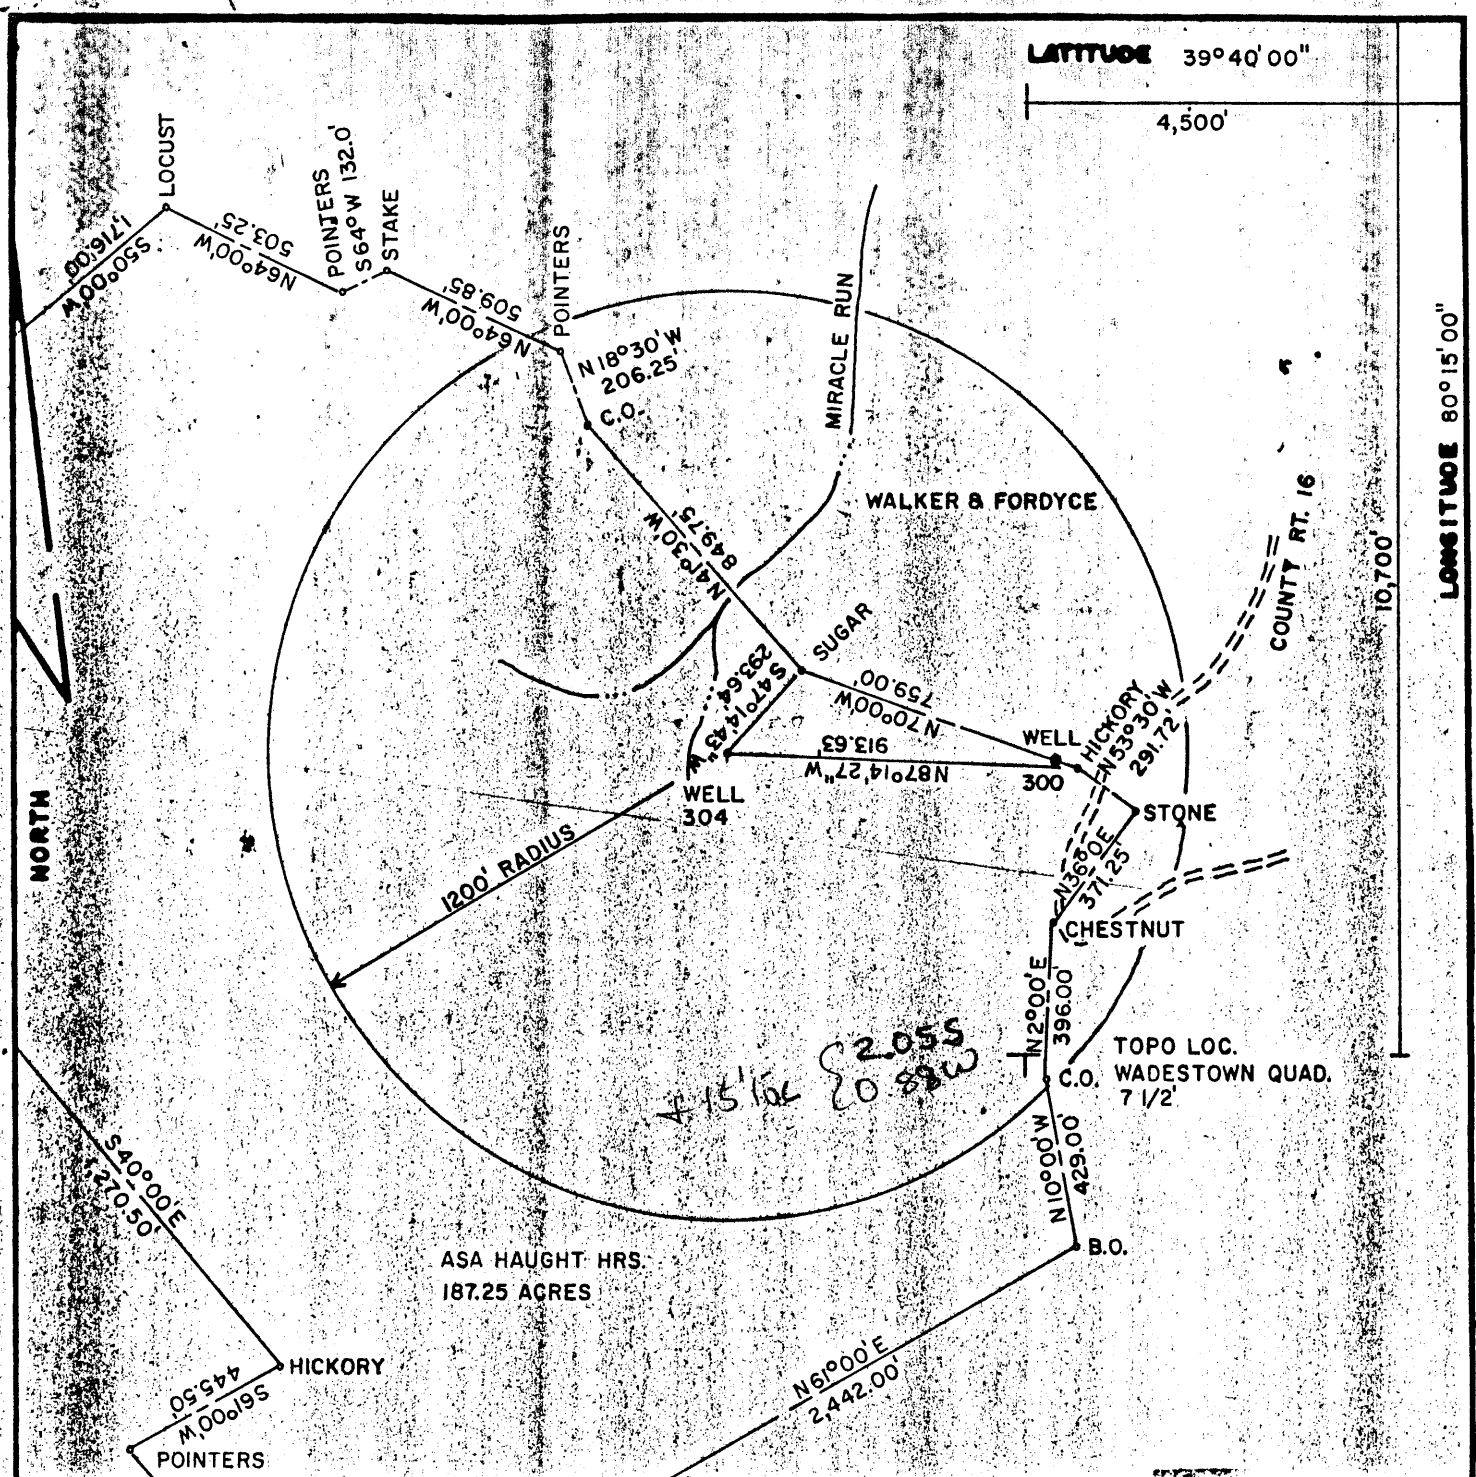 LATITUDE 39°40'00"
4,500'
LONGITUDE 80°15'00"
10,700'
LOCUST
S50°00'W
1,716.00'
N64°00'W
503.25'
POINTERS
S64°W 132.0'
STAKE
N64°00'W
509.85'
POINTERS
N18°30'W
206.25'
C.O.
MIRACLE RUN
WALKER & FORDYCE
COUNTY RT. 16
N41°30'W
849.75'
SUGAR
S47°14'43"W
293.64'
N70°00'W
759.00
WELL
300
HICKORY
N53°30'W
291.72'
913.63'
N87°14'27"W
WELL
304
STONE
NORTH
1200' RADIUS
N36°00'E
371.25'
CHESTNUT
N2°00'E
396.00'
2.05S
0.88W
15' loc
TOPO LOC.
WADESTOWN QUAD.
7 1/2'
C.O.
N10°00'W
429.00'
B.O.
S40°00'E
1,270.50'
ASA HAUGHT HRS.
187.25 ACRES
HICKORY
S61°00'W
445.50'
POINTERS
N61°00'E
2,442.00'